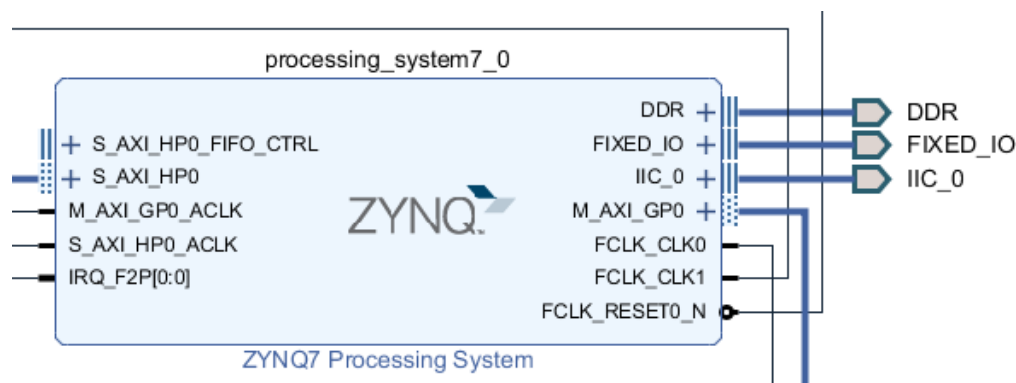 processing_system7_0
DDR
S_AXI_HP0_FIFO_CTRL
FIXED_IO
S_AXI_HP0
IIC_0
M_AXI_GP0_ACLK
M_AXI_GP0
S_AXI_HP0_ACLK
FCLK_CLK0
IRQ_F2P[0:0]
FCLK_CLK1
FCLK_RESET0_N
ZYNQ
ZYNQ7 Processing System
DDR
FIXED_IO
IIC_0